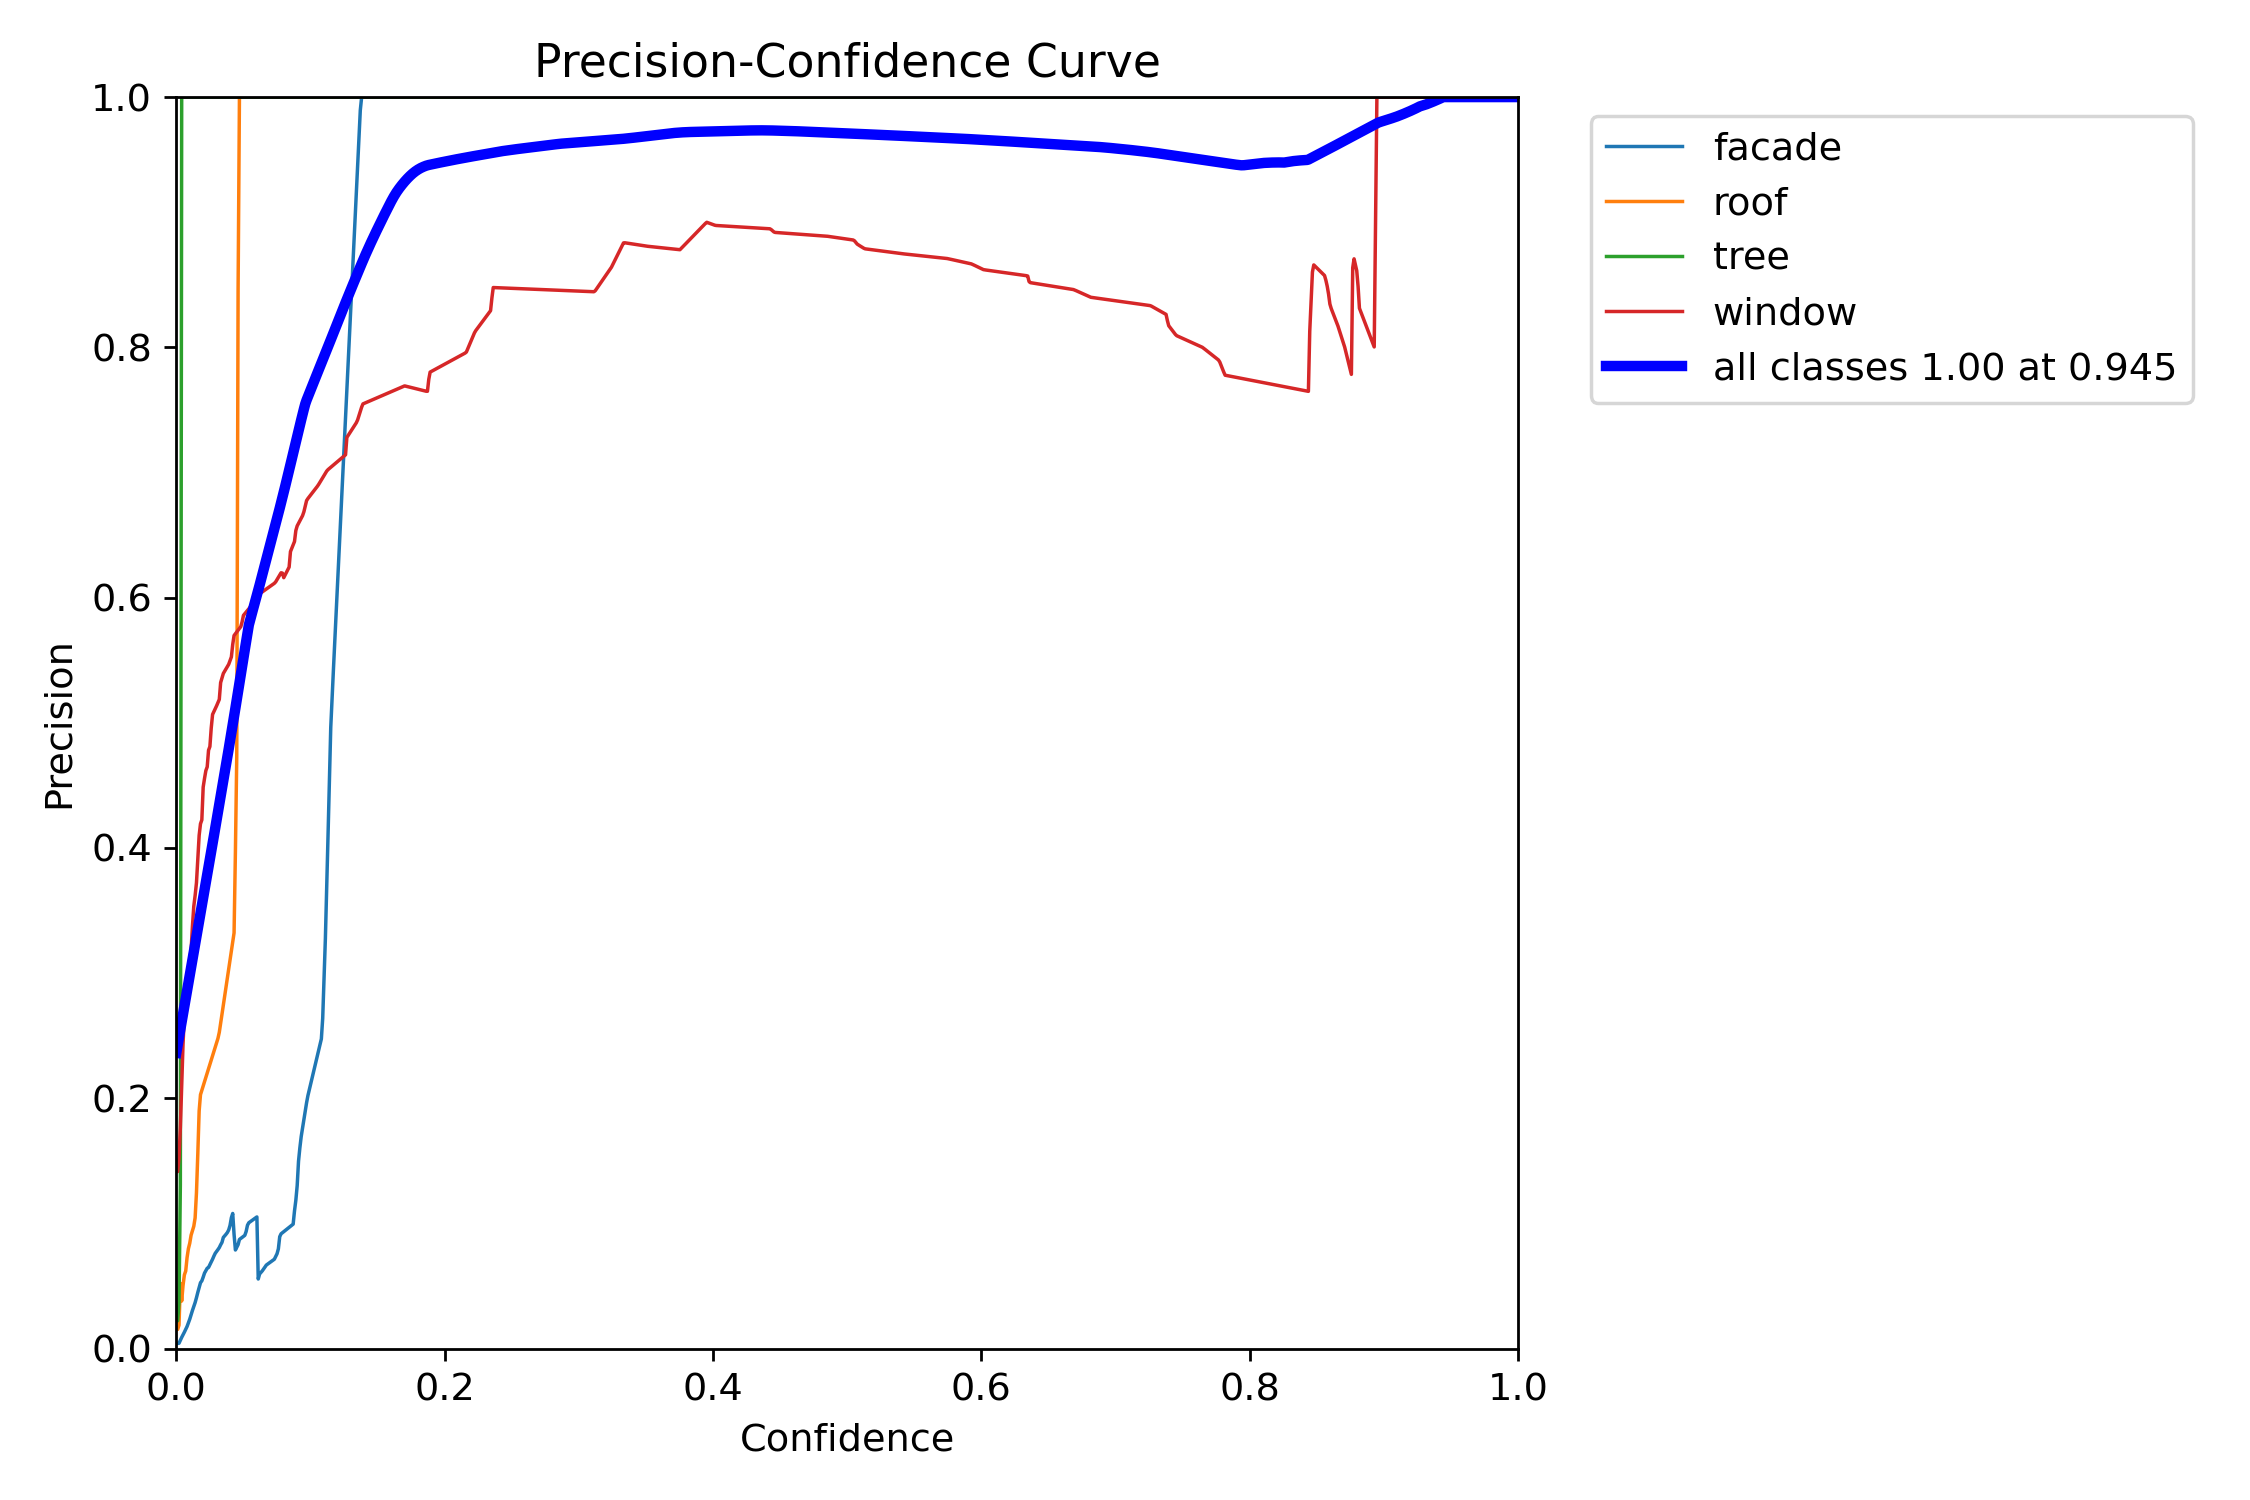 Precision-Confidence Curve
1.0
0.8
0.6
0.4
0.2
0.0
Precision
0.0 0.2 0.4 0.6 0.8 1.0
Confidence
facade
roof
tree
window
all classes 1.00 at 0.945